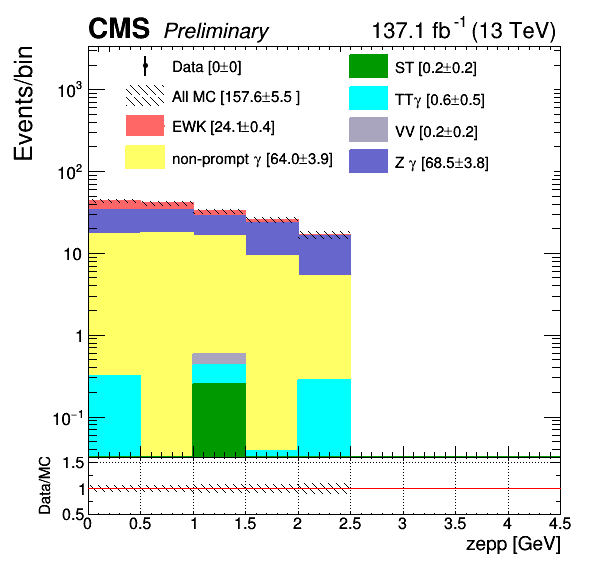 CMS Preliminary 137.1 fb⁻¹ (13 TeV)
Events/bin
Data [0±0]
All MC [157.6±5.5 ]
EWK [24.1±0.4]
non-prompt γ [64.0±3.9]
ST [0.2±0.2]
TTγ [0.6±0.5]
VV [0.2±0.2]
Z γ [68.5±3.8]
10³
10²
10
1
10⁻¹
Data/MC
1.5
1
0.5
0 0.5 1 1.5 2 2.5 3 3.5 4 4.5
zepp [GeV]